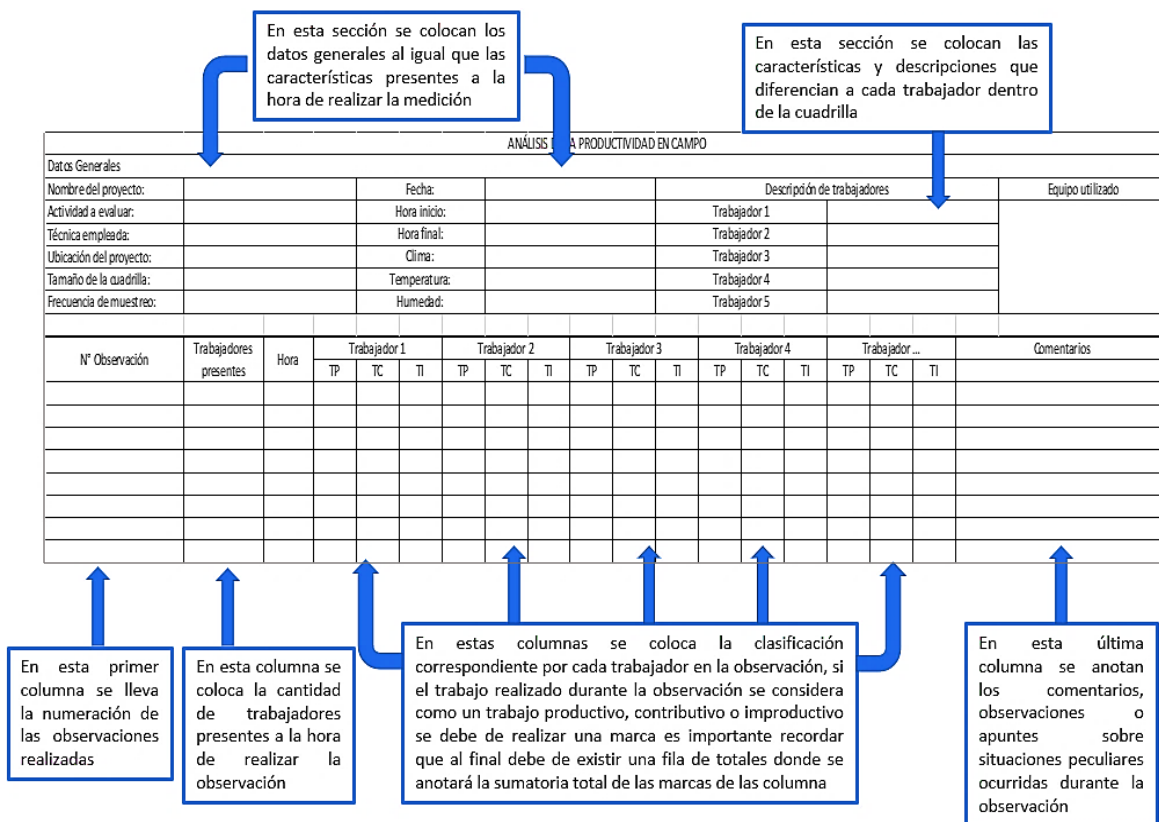 En esta sección se colocan los
datos generales al igual que las
características presentes a la
hora de realizar la medición
En esta sección se colocan las
características y descripciones que
diferencian a cada trabajador dentro
de la cuadrilla
ANÁLISIS D A PRODUCTIVIDAD EN CAMPO
Datos Generales
Nombre del proyecto: Fecha: Descripción de trabajadores Equipo utilizado
Actividad a evaluar: Hora inicio: Trabajador 1
Técnica empleada: Hora final: Trabajador 2
Ubicación del proyecto: Clima: Trabajador 3
Tamaño de la cuadrilla: Temperatura: Trabajador 4
Frecuencia de muestreo: Humedad: Trabajador 5
N° Observación Trabajadores presentes Hora Trabajador 1 Trabajador 2 Trabajador 3 Trabajador 4 Trabajador ... Comentarios
TP TC TI TP TC TI TP TC TI TP TC TI TP TC TI
En esta primer
columna se lleva
la numeración de
las observaciones
realizadas
En esta columna se
coloca la cantidad
de trabajadores
presentes a la hora
de realizar la
observación
En estas columnas se coloca la clasificación
correspondiente por cada trabajador en la observación, si
el trabajo realizado durante la observación se considera
como un trabajo productivo, contributivo o improductivo
se debe de realizar una marca es importante recordar
que al final debe de existir una fila de totales donde se
anotará la sumatoria total de las marcas de las columna
En esta última
columna se anotan
los comentarios,
observaciones o
apuntes sobre
situaciones peculiares
ocurridas durante la
observación